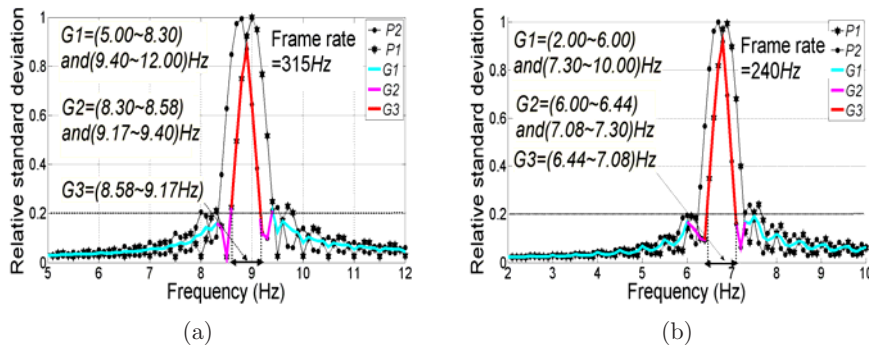 G1=(5.00~8.30)
and(9.40~12.00)Hz
G2=(8.30~8.58)
and(9.17~9.40)Hz
G3=(8.58~9.17Hz)
Frame rate
=315Hz
P2
P1
G1
G2
G3
Relative standard deviation
1
0.8
0.6
0.4
0.2
0
5 6 7 8 9 10 11 12
Frequency (Hz)
(a)
G1=(2.00~6.00)
and(7.30~10.00)Hz
G2=(6.00~6.44)
and(7.08~7.30)Hz
G3=(6.44~7.08)Hz
Frame rate
=240Hz
P1
P2
G1
G2
G3
Relative standard deviation
1
0.8
0.6
0.4
0.2
0
2 3 4 5 6 7 8 9 10
Frequency (Hz)
(b)